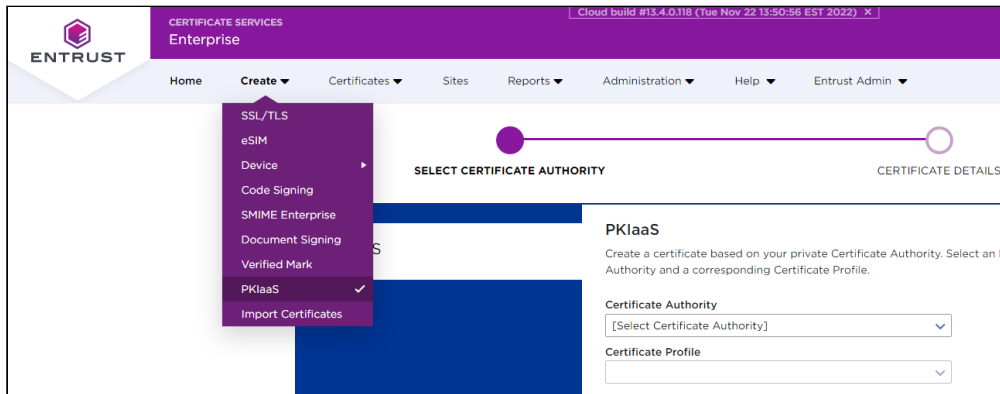 Cloud build #13.4.0.118 (Tue Nov 22 13:50:56 EST 2022) ×
ENTRUST
CERTIFICATE SERVICES
Enterprise
Home Create Certificates Sites Reports Administration Help Entrust Admin
SSL/TLS
eSIM
Device
Code Signing
SMIME Enterprise
Document Signing
Verified Mark
PKIaaS
Import Certificates
SELECT CERTIFICATE AUTHORITY
CERTIFICATE DETAILS
S
PKIaaS
Create a certificate based on your private Certificate Authority. Select an
Authority and a corresponding Certificate Profile.
Certificate Authority
[Select Certificate Authority]
Certificate Profile